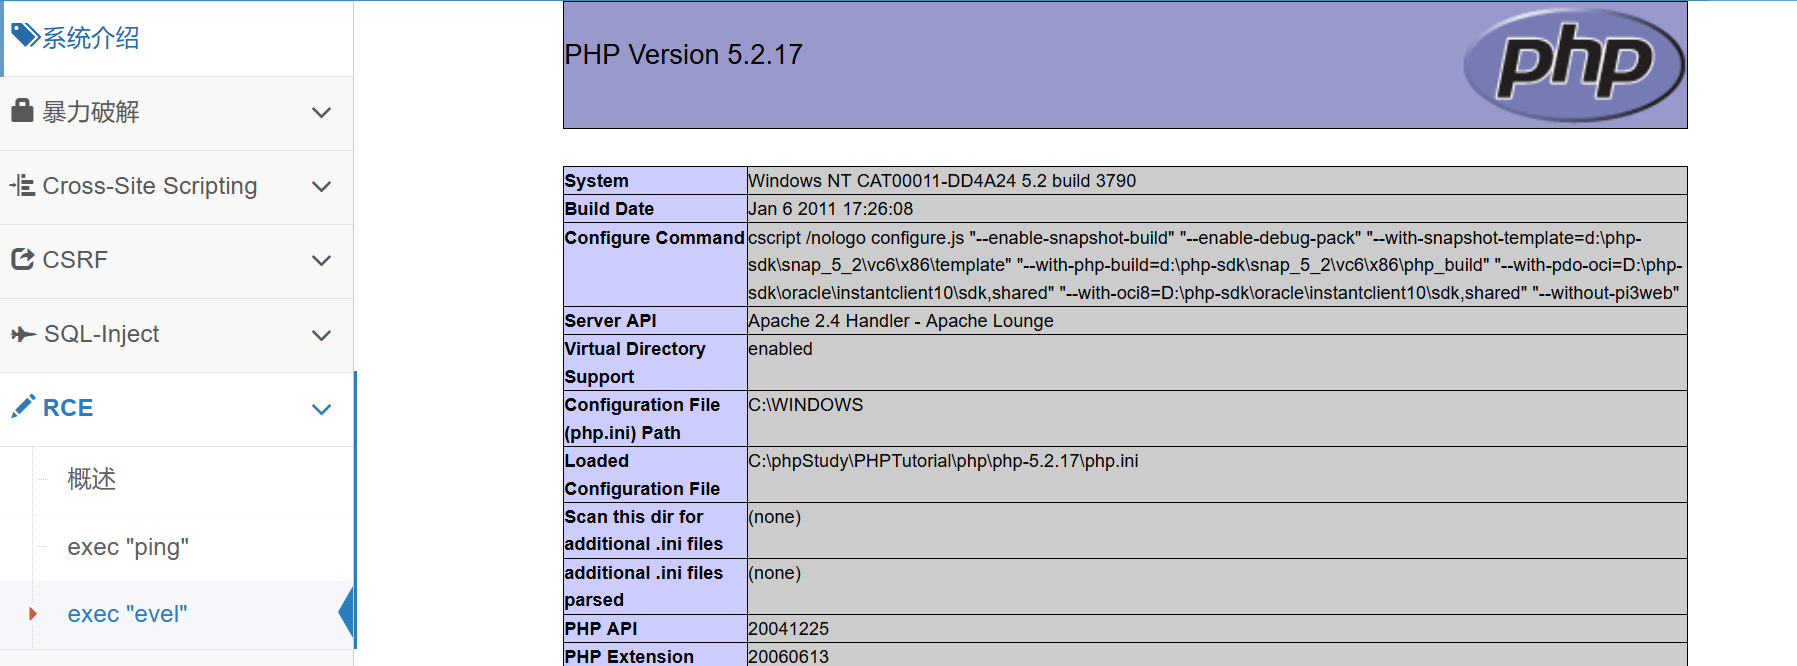 系统介绍
暴力破解
Cross-Site Scripting
CSRF
SQL-Inject
RCE
概述
exec "ping"
exec "evel"
PHP Version 5.2.17
php
System
Windows NT CAT00011-DD4A24 5.2 build 3790
Build Date
Jan 6 2011 17:26:08
Configure Command
cscript /nologo configure.js "--enable-snapshot-build" "--enable-debug-pack" "--with-snapshot-template=d:\php-
sdk\snap_5_2\vc6\x86\template" "--with-php-build=d:\php-sdk\snap_5_2\vc6\x86\php_build" "--with-pdo-oci=D:\php-
sdk\oracle\instantclient10\sdk,shared" "--with-oci8=D:\php-sdk\oracle\instantclient10\sdk,shared" "--without-pi3web"
Server API
Apache 2.4 Handler - Apache Lounge
Virtual Directory
Support
enabled
Configuration File
(php.ini) Path
C:\WINDOWS
Loaded
Configuration File
C:\phpStudy\PHPTutorial\php\php-5.2.17\php.ini
Scan this dir for
additional .ini files
(none)
additional .ini files
parsed
(none)
PHP API
20041225
PHP Extension
20060613